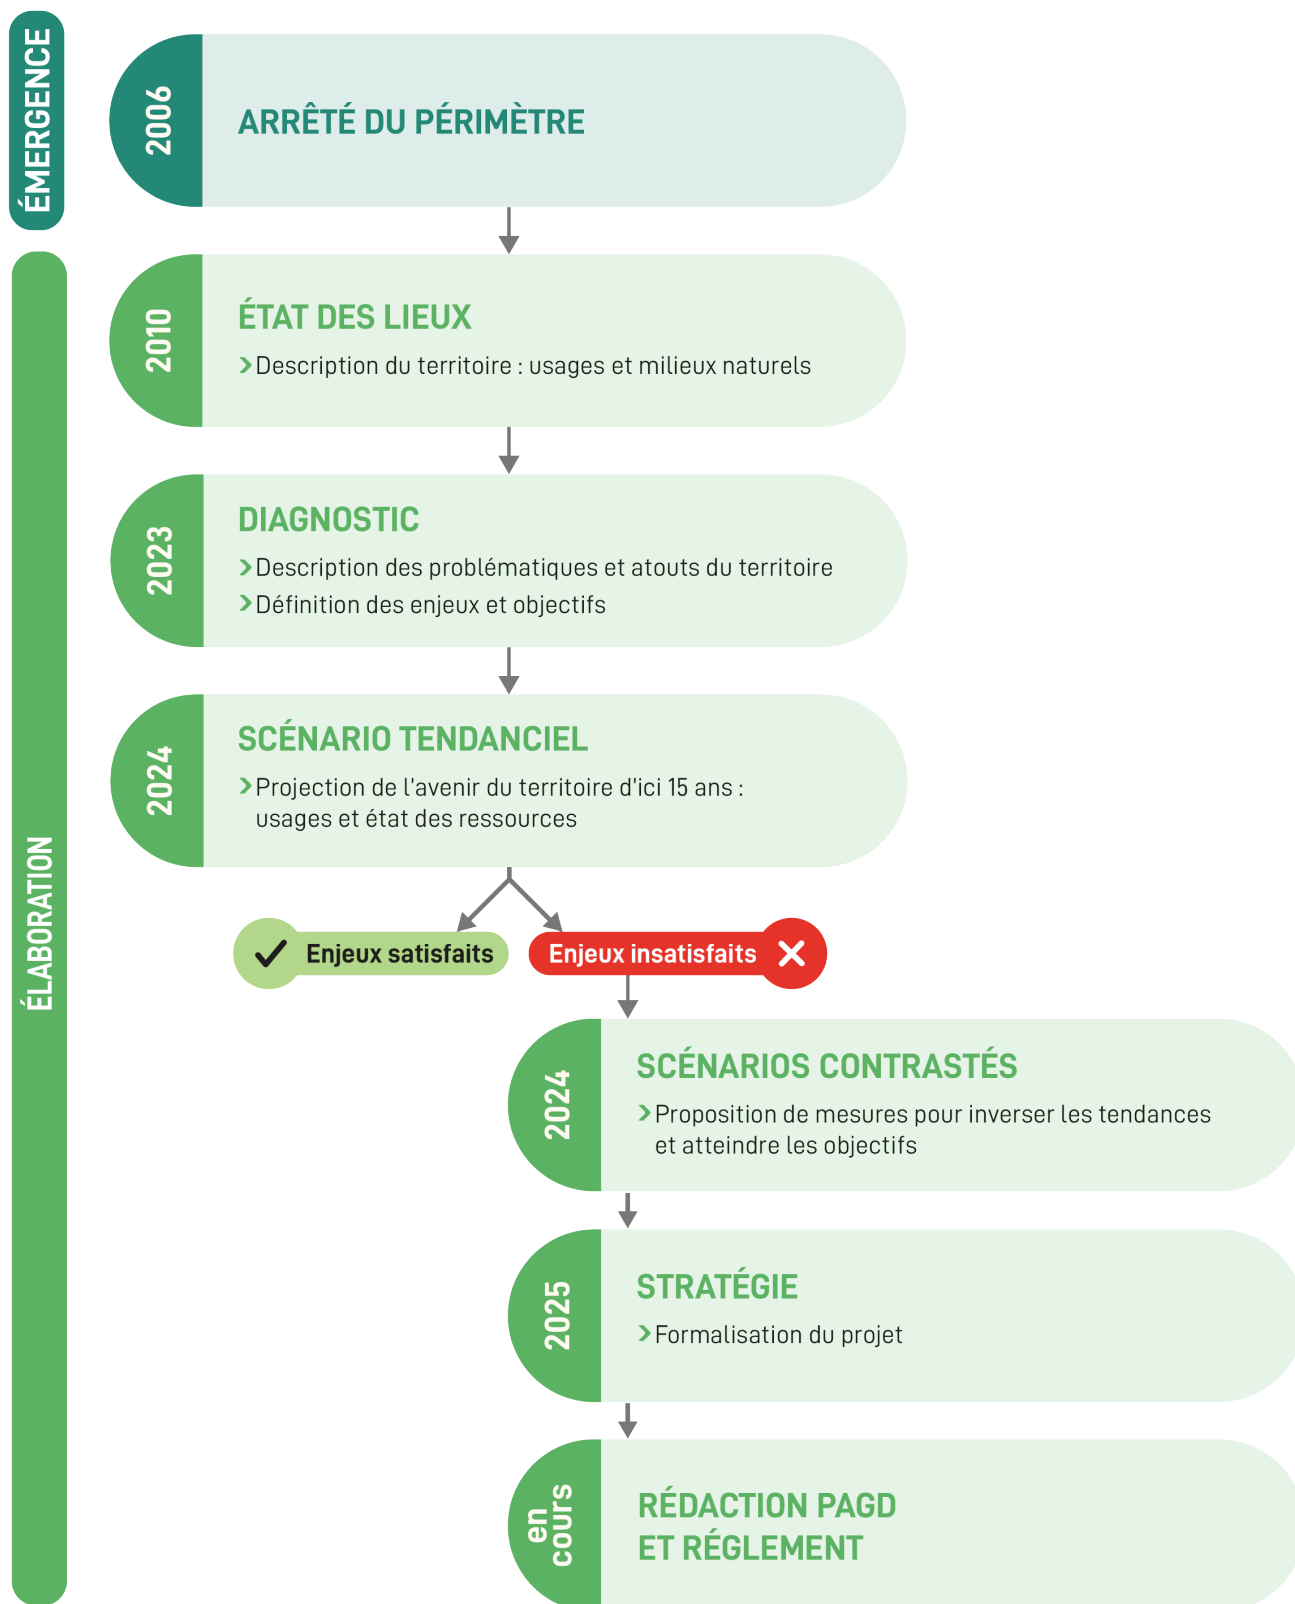 ÉMERGENCE
2006
ARRÊTÉ DU PÉRIMÈTRE
ÉLABORATION
2010
ÉTAT DES LIEUX
Description du territoire : usages et milieux naturels
2023
DIAGNOSTIC
Description des problématiques et atouts du territoire
Définition des enjeux et objectifs
2024
SCÉNARIO TENDANCIEL
Projection de l'avenir du territoire d'ici 15 ans :
usages et état des ressources
Enjeux satisfaits
Enjeux insatisfaits
2024
SCÉNARIOS CONTRASTÉS
Proposition de mesures pour inverser les tendances
et atteindre les objectifs
2025
STRATÉGIE
Formalisation du projet
en
cours
RÉDACTION PAGD
ET RÉGLEMENT